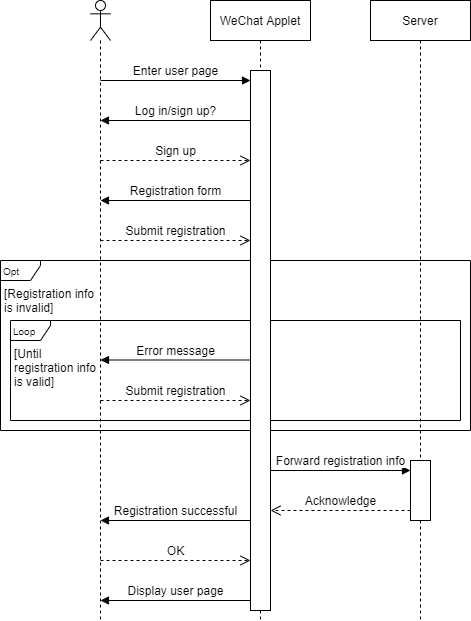 WeChat Applet
Server
Enter user page
Log in/sign up?
Sign up
Registration form
Submit registration
Opt
[Registration info
is invalid]
Loop
[Until
registration info
is valid]
Error message
Submit registration
Forward registration info
Acknowledge
Registration successful
OK
Display user page